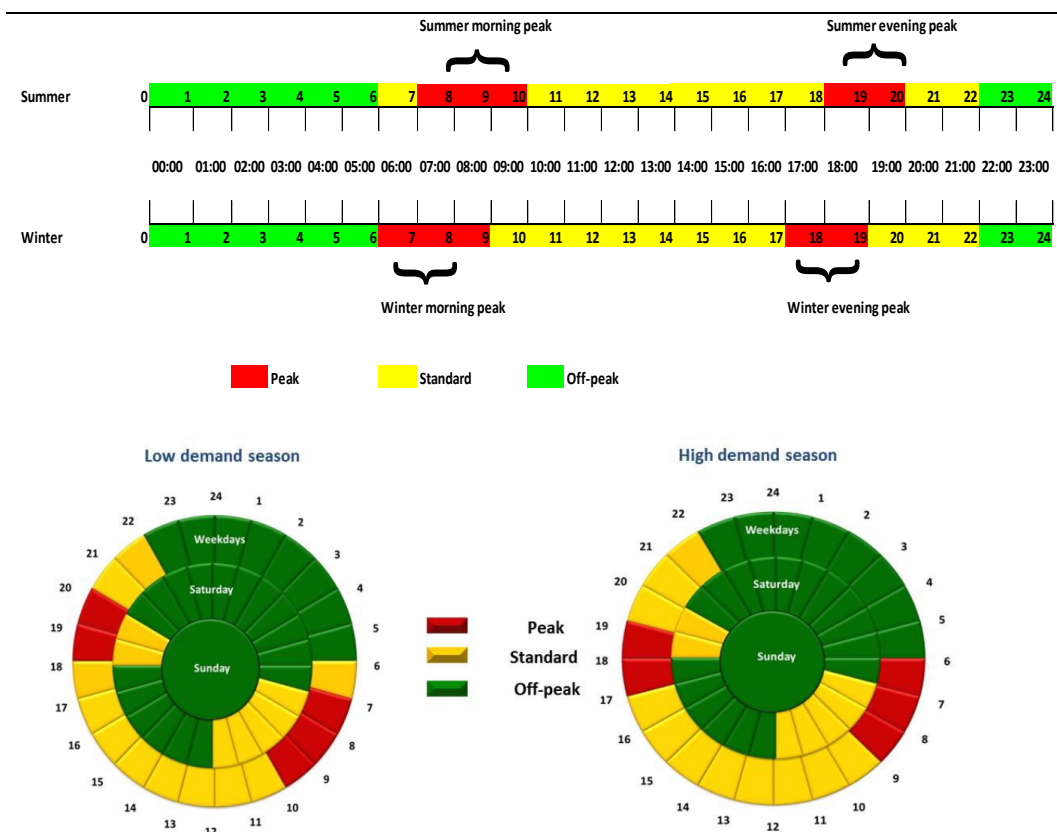 Summer morning peak Summer evening peak
Summer 0 1 2 3 4 5 6 7 8 9 10 11 12 13 14 15 16 17 18 19 20 21 22 23 24
00:00 01:00 02:00 03:00 04:00 05:00 06:00 07:00 08:00 09:00 10:00 11:00 12:00 13:00 14:00 15:00 16:00 17:00 18:00 19:00 20:00 21:00 22:00 23:00
Winter 0 1 2 3 4 5 6 7 8 9 10 11 12 13 14 15 16 17 18 19 20 21 22 23 24
Winter morning peak Winter evening peak
Peak Standard Off-peak
Low demand season
24
1
2
3
4
5
6
7
8
9
10
11
12
13
14
15
16
17
18
19
20
21
22
23
Weekdays
Saturday
Sunday
Peak
Standard
Off-peak
High demand season
24
1
2
3
4
5
6
7
8
9
10
11
12
13
14
15
16
17
18
19
20
21
22
23
Weekdays
Saturday
Sunday